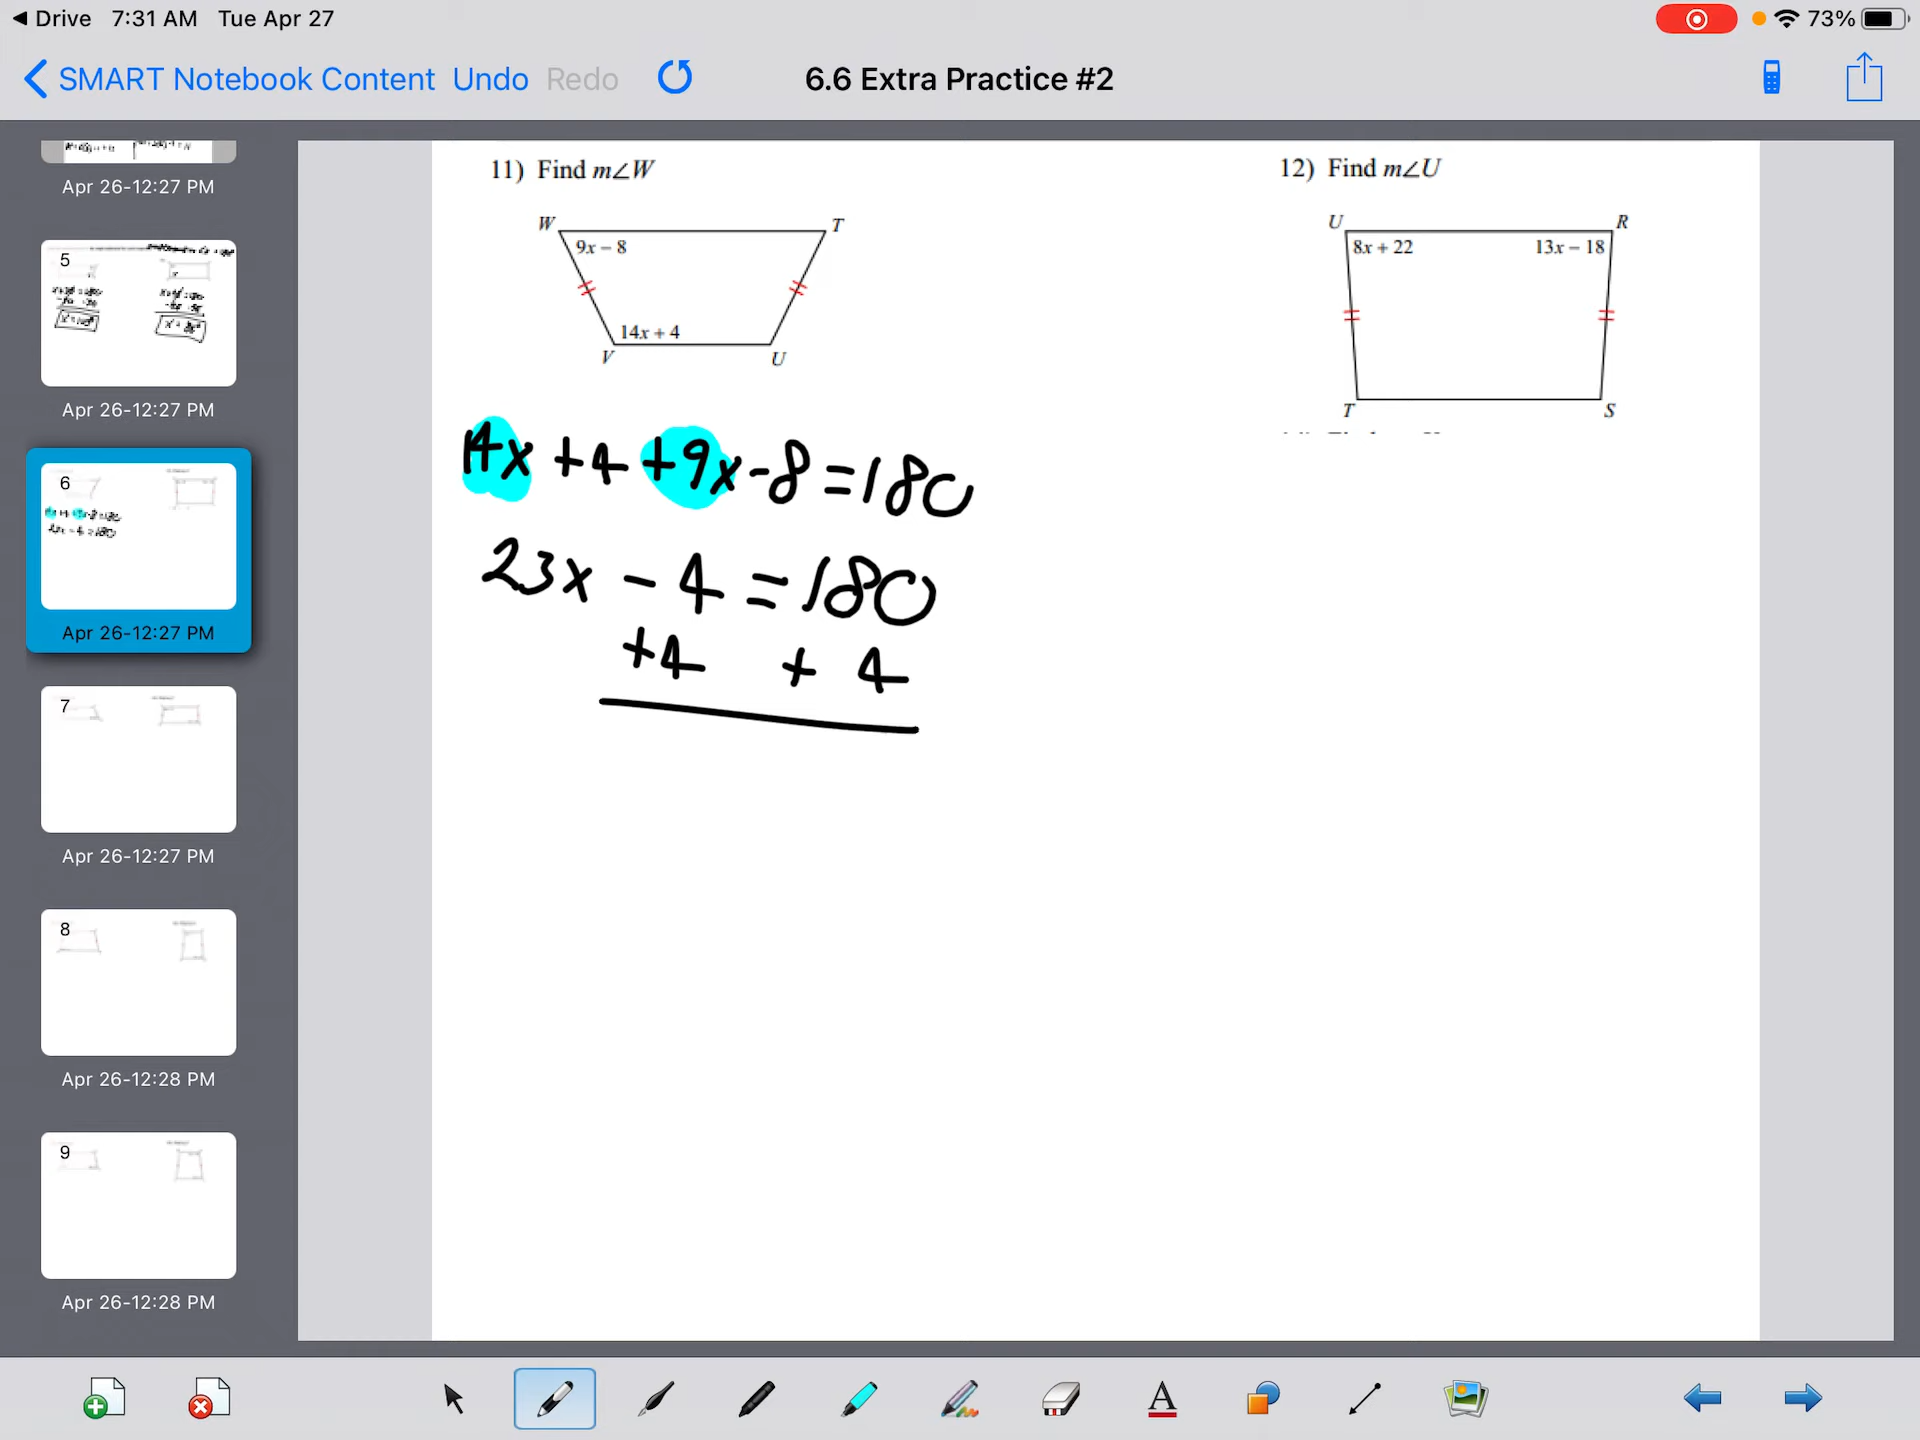 Drive 7:31 AM Tue Apr 27
73%
SMART Notebook Content Undo Redo
6.6 Extra Practice #2
Apr 26-12:27 PM
5
Apr 26-12:27 PM
6
Apr 26-12:27 PM
7
Apr 26-12:27 PM
8
Apr 26-12:28 PM
9
Apr 26-12:28 PM
11) Find m∠W
W
T
9x – 8
14x + 4
V
U
14x + 4 + 9x - 8 = 180
23x - 4 = 180
+4 + 4
12) Find m∠U
U
R
8x + 22
13x – 18
T
S
A